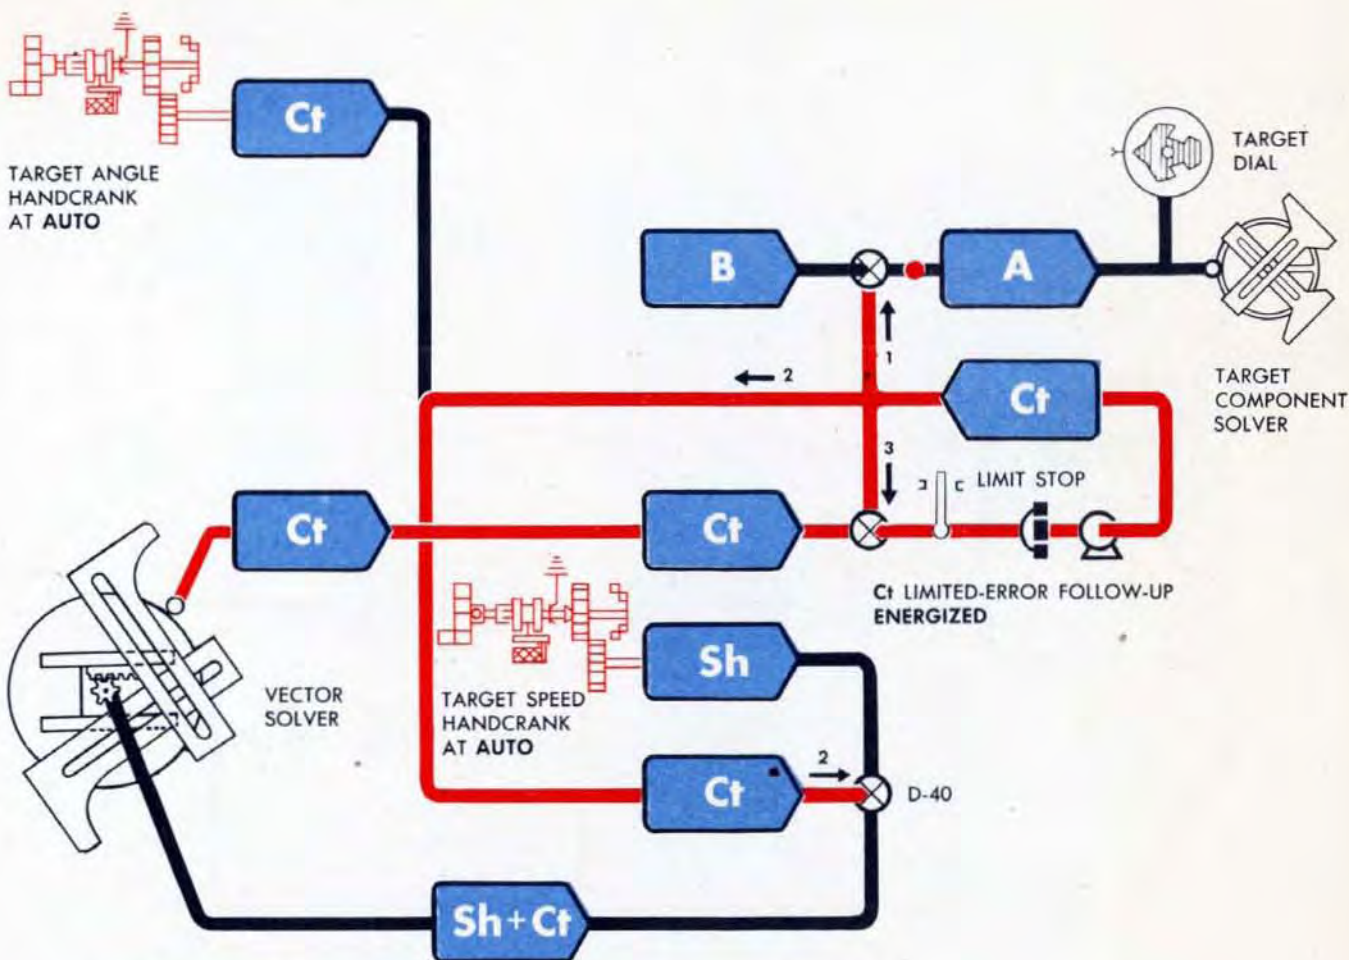 Ct
TARGET ANGLE
HANDCRANK
AT AUTO
TARGET
DIAL
B
A
1
2
Ct
TARGET
COMPONENT
SOLVER
3
LIMIT STOP
Ct
Ct
Ct LIMITED-ERROR FOLLOW-UP
ENERGIZED
Sh
VECTOR
SOLVER
TARGET SPEED
HANDCRANK
AT AUTO
2
Ct
D-40
Sh+Ct